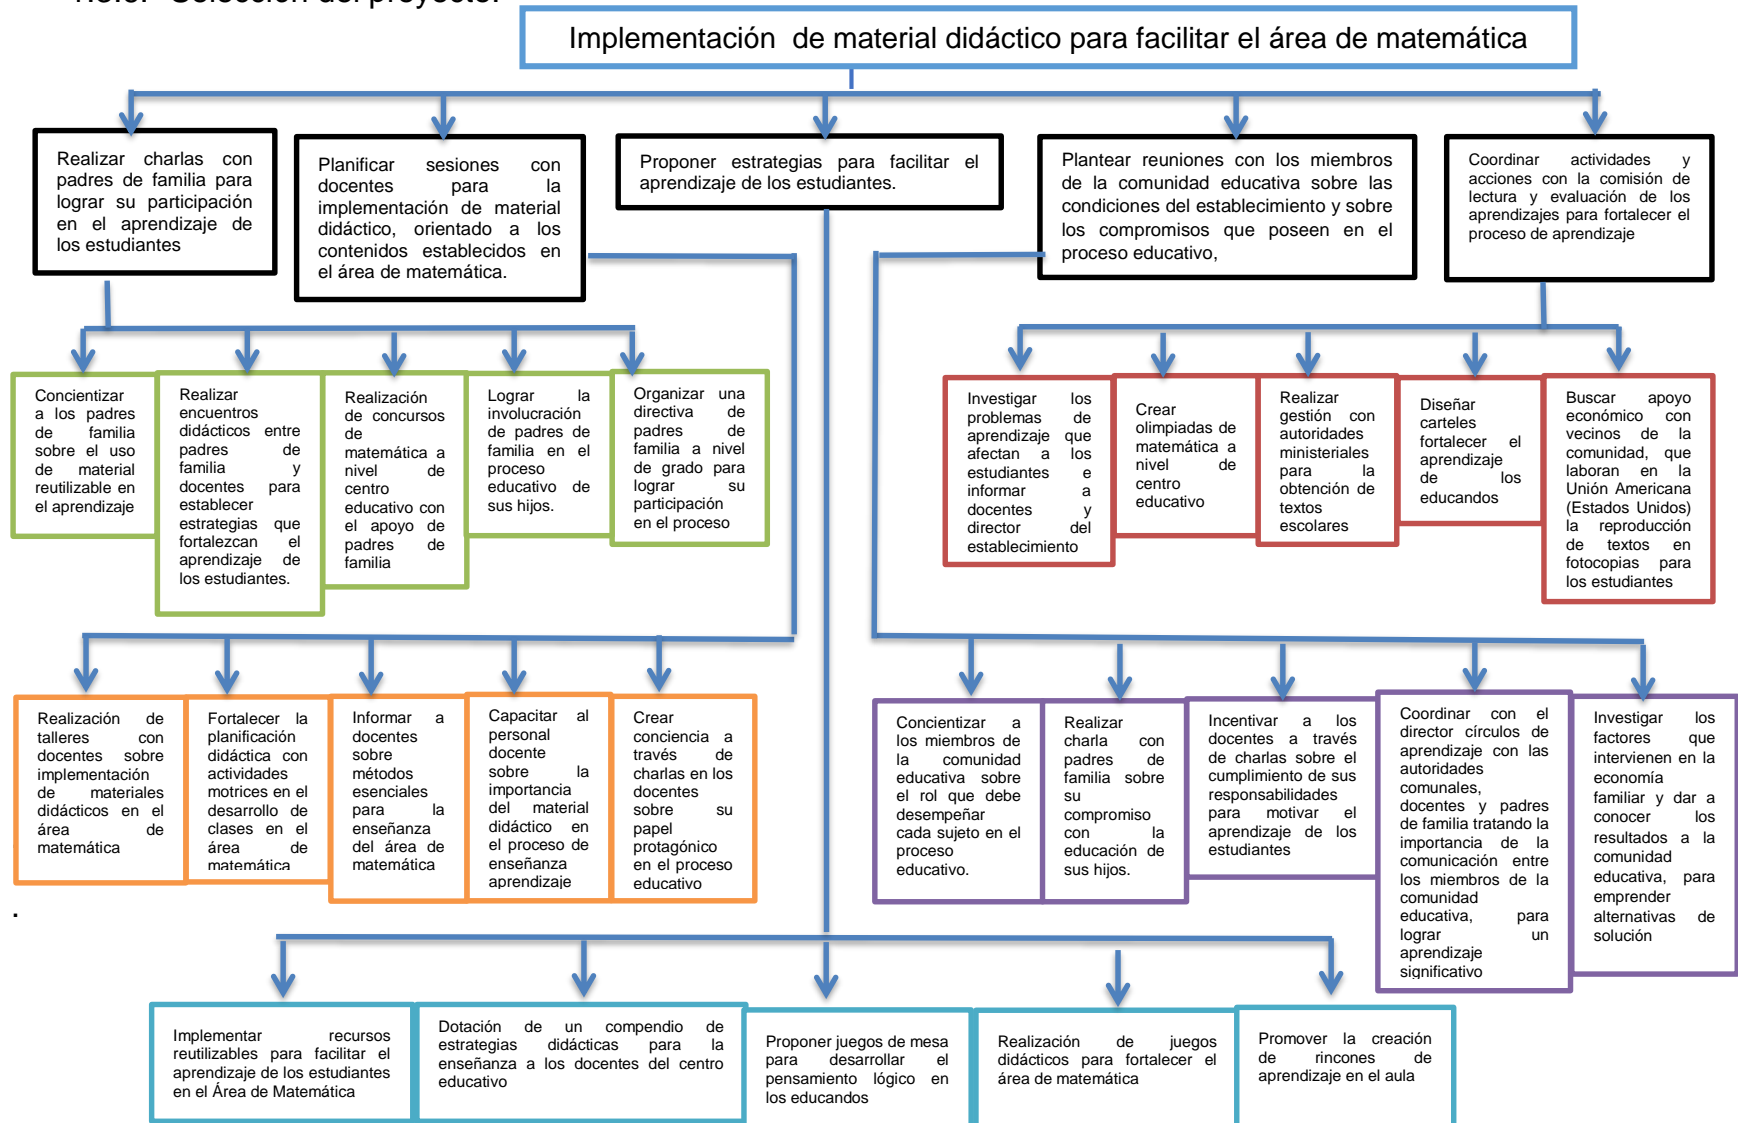 Selección del proyecto.
Implementación de material didáctico para facilitar el área de matemática
Realizar charlas con
padres de familia para
lograr su participación
en el aprendizaje de
los estudiantes
Planificar sesiones con
docentes para la
implementación de material
didáctico, orientado a los
contenidos establecidos en
el área de matemática.
Proponer estrategias para facilitar el
aprendizaje de los estudiantes.
Plantear reuniones con los miembros
de la comunidad educativa sobre las
condiciones del establecimiento y sobre
los compromisos que poseen en el
proceso educativo,
Coordinar actividades y
acciones con la comisión de
lectura y evaluación de los
aprendizajes para fortalecer el
proceso de aprendizaje
Concientizar
a los padres
de familia
sobre el uso
de material
reutilizable en
el aprendizaje
Realizar
encuentros
didácticos entre
padres de
familia y
docentes para
establecer
estrategias que
fortalezcan el
aprendizaje de
los estudiantes.
Realización
de concursos
de
matemática a
nivel de
centro
educativo con
el apoyo de
padres de
familia
Lograr la
involucración
de padres de
familia en el
proceso
educativo de
sus hijos.
Organizar una
directiva de
padres de
familia a nivel
de grado para
lograr su
participación
en el proceso
Investigar los
problemas de
aprendizaje que
afectan a los
estudiantes e
informar a
docentes y
director del
establecimiento
Crear
olimpiadas de
matemática a
nivel de
centro
educativo
Realizar
gestión con
autoridades
ministeriales
para la
obtención de
textos
escolares
Diseñar
carteles
fortalecer el
aprendizaje
de los
educandos
Buscar apoyo
económico con
vecinos de la
comunidad, que
laboran en la
Unión Americana
(Estados Unidos)
la reproducción
de textos en
fotocopias para
los estudiantes
Realización de
talleres con
docentes sobre
implementación
de materiales
didácticos en el
área de
matemática
Fortalecer la
planificación
didáctica con
actividades
motrices en el
desarrollo de
clases en el
área de
matemática
Informar a
docentes
sobre
métodos
esenciales
para la
enseñanza
del área de
matemática
Capacitar al
personal
docente
sobre la
importancia
del material
didáctico en
el proceso de
enseñanza
aprendizaje
Crear
conciencia a
través de
charlas en los
docentes
sobre su
papel
protagónico
en el proceso
educativo
Concientizar a
los miembros de
la comunidad
educativa sobre
el rol que debe
desempeñar
cada sujeto en el
proceso
educativo.
Realizar
charla con
padres de
familia sobre
su
compromiso
con la
educación de
sus hijos.
Incentivar a los
docentes a través
de charlas sobre el
cumplimiento de sus
responsabilidades
para motivar el
aprendizaje de los
estudiantes
Coordinar con el
director círculos de
aprendizaje con las
autoridades
comunales,
docentes y padres
de familia tratando la
importancia de la
comunicación entre
los miembros de la
comunidad
educativa, para
lograr un
aprendizaje
significativo
Investigar los
factores que
intervienen en la
economía
familiar y dar a
conocer los
resultados a la
comunidad
educativa, para
emprender
alternativas de
solución
.
Implementar recursos
reutilizables para facilitar el
aprendizaje de los estudiantes
en el Área de Matemática
Dotación de un compendio de
estrategias didácticas para la
enseñanza a los docentes del centro
educativo
Proponer juegos de mesa
para desarrollar el
pensamiento lógico en
los educandos
Realización de juegos
didácticos para fortalecer el
área de matemática
Promover la creación
de rincones de
aprendizaje en el aula